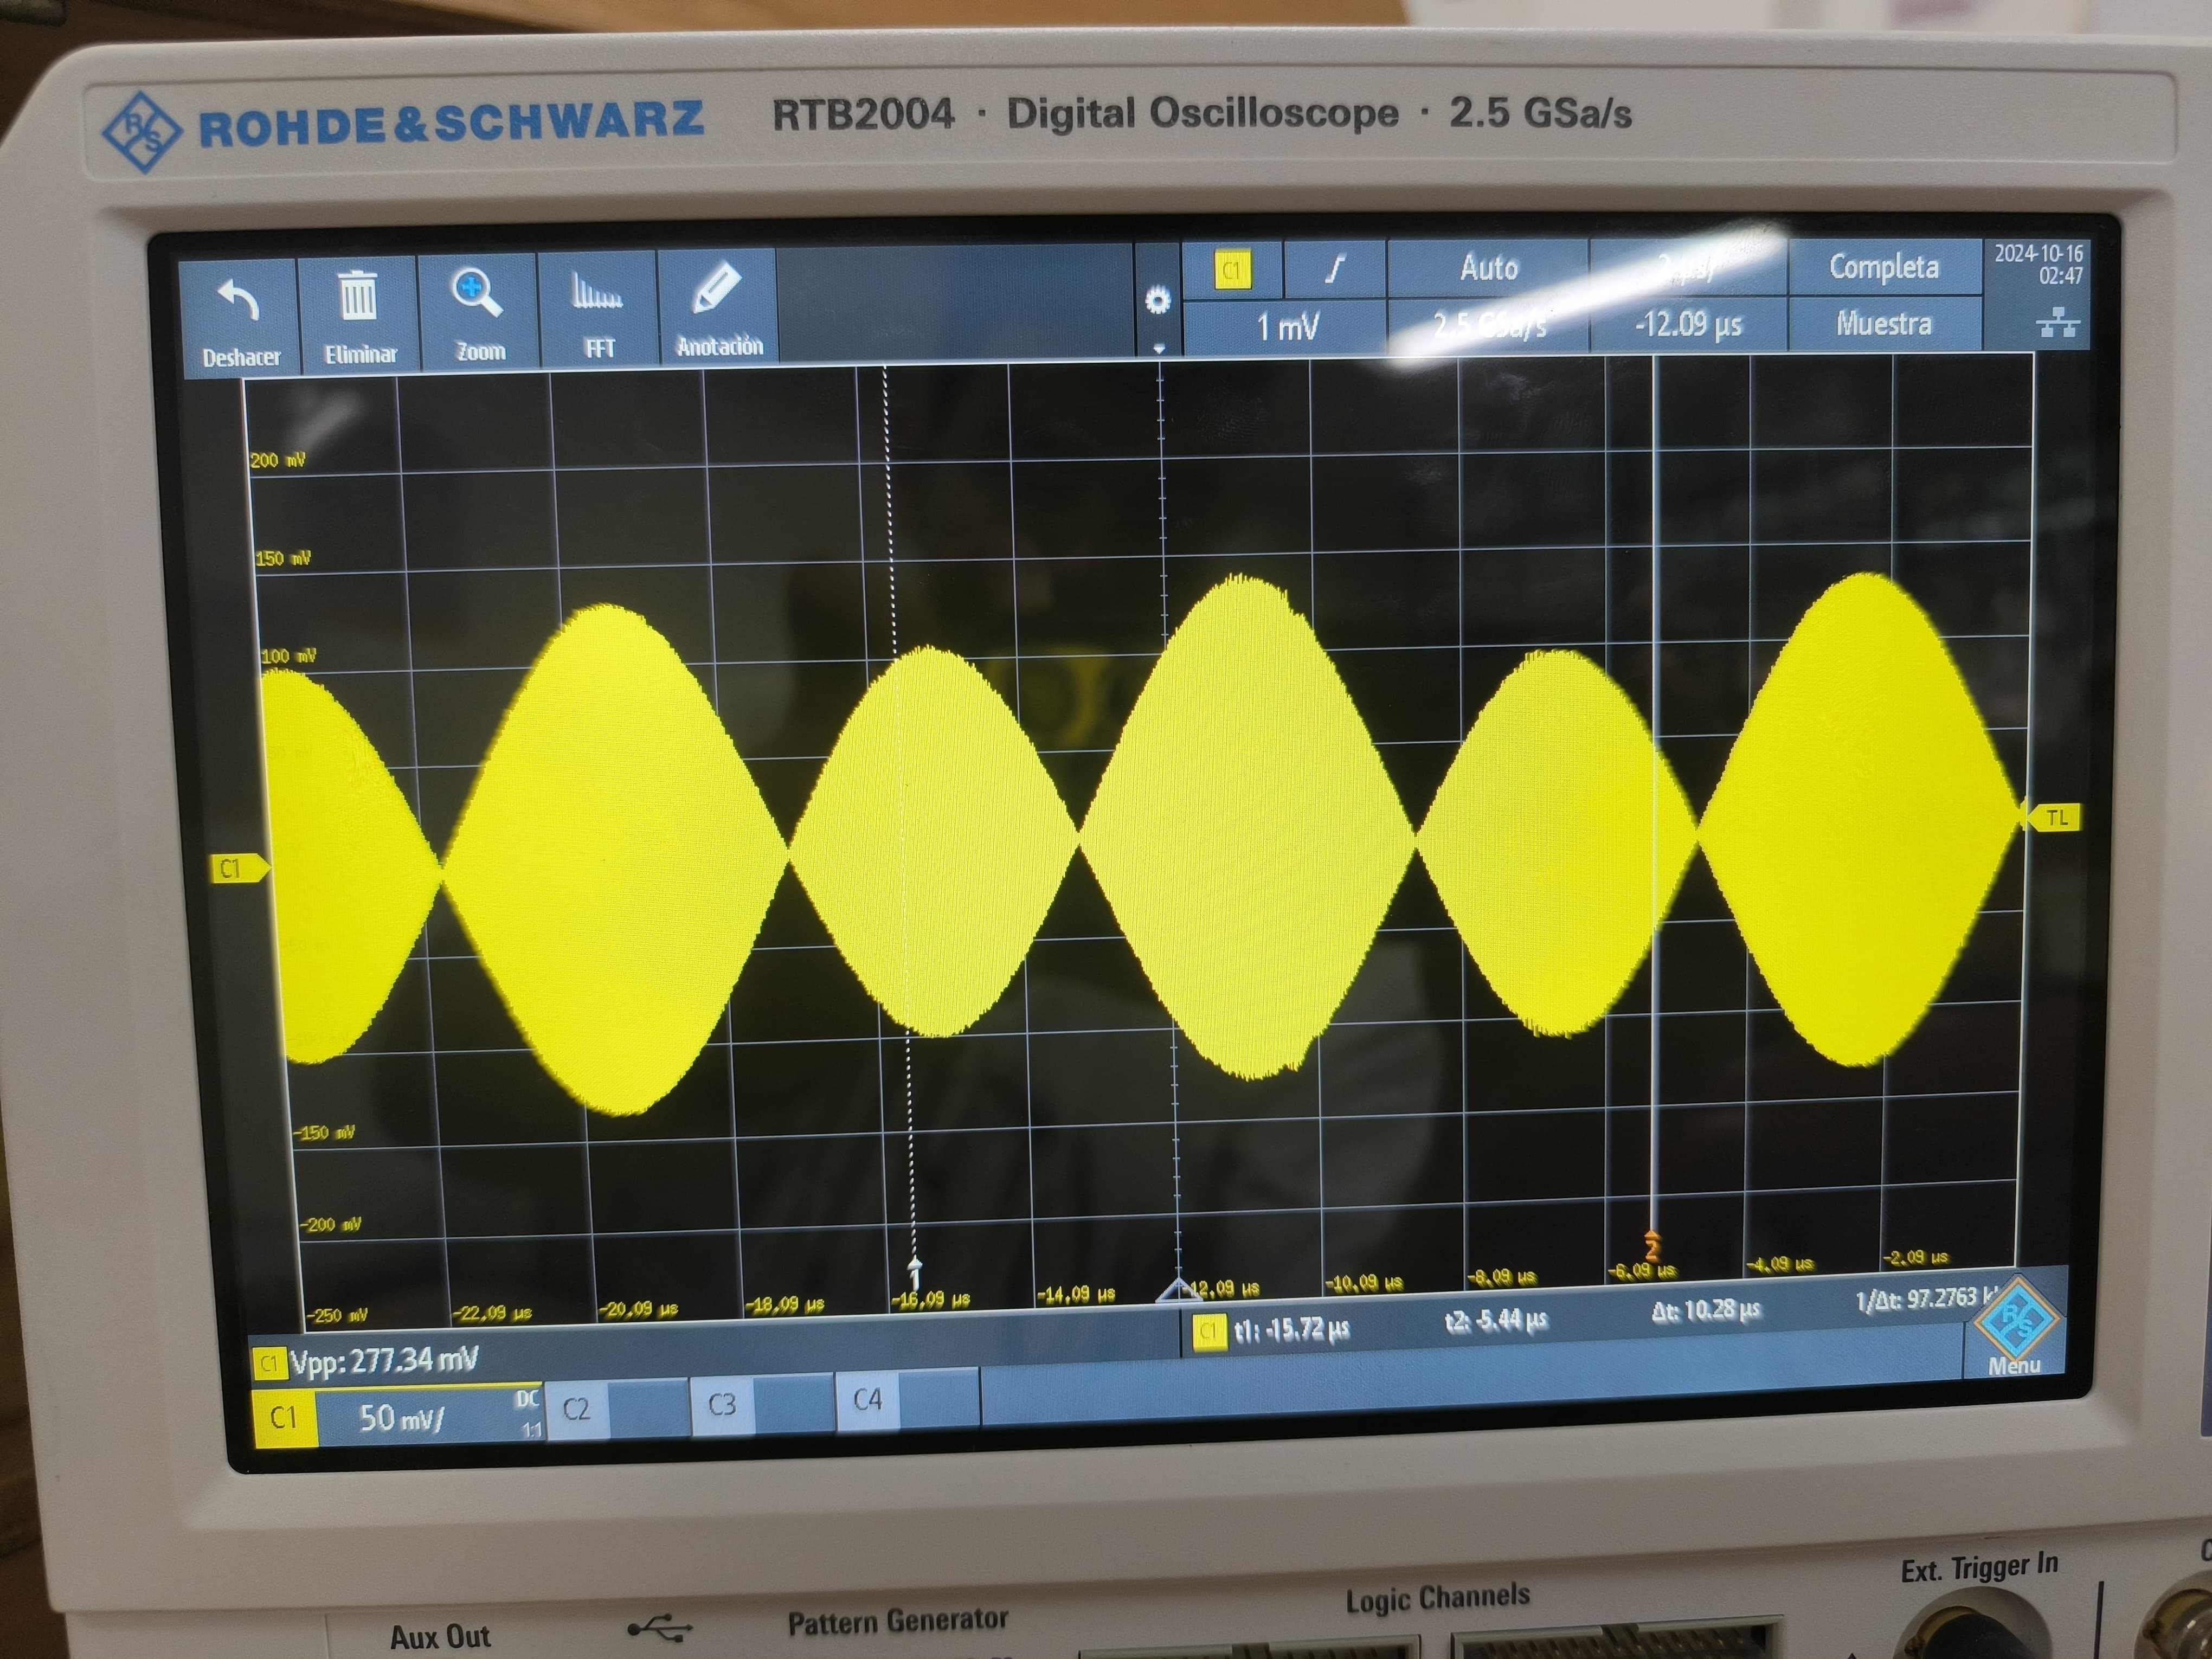 ROHDE&SCHWARZ RTB2004 · Digital Oscilloscope · 2.5 GSa/s
Deshacer Eliminar Zoom FFT Anotación
C1 Auto 2 µs/ Completa 2024-10-16
02:47
1 mV 2.5 GSa/s -12.09 µs Muestra
200 mV
150 mV
100 mV
C1
TL
-150 mV
-200 mV
-250 mV
-22.09 µs -20.09 µs -18.09 µs -16.09 µs -14.09 µs -12.09 µs -10.09 µs -8.09 µs -6.09 µs -4.09 µs -2.09 µs
1 2
C1 Vpp: 277.34 mV
C1 t1: -15.72 µs t2: -5.44 µs Δt: 10.28 µs 1/Δt: 97.2763 k
Menu
C1 50 mV/ DC 1:1 C2 C3 C4
Aux Out Pattern Generator Logic Channels Ext. Trigger In